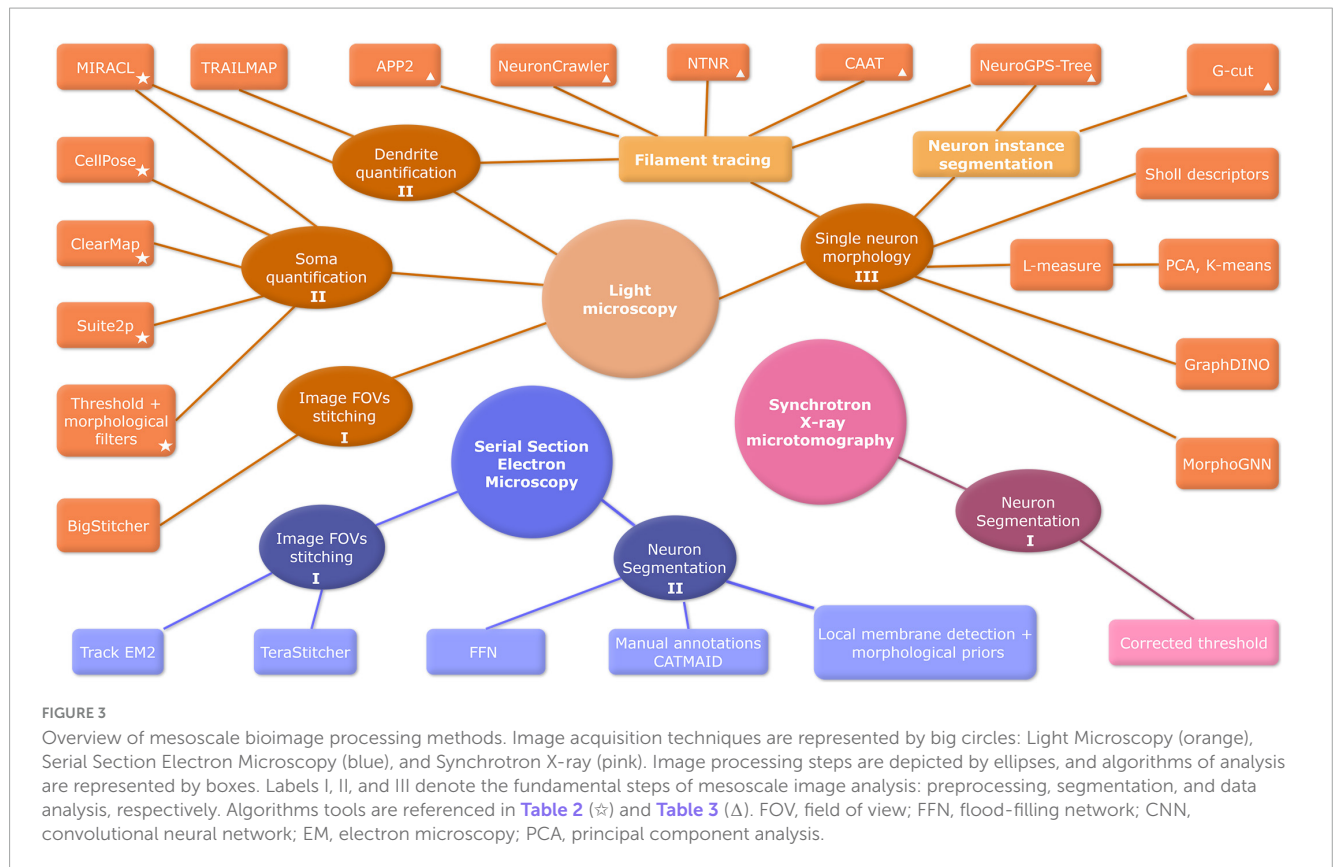 MIRACL
TRAILMAP
APP2
NeuronCrawler
NTNR
CAAT
NeuroGPS-Tree
G-cut
CellPose
Dendrite
quantification
II
Filament tracing
Neuron instance
segmentation
Sholl descriptors
ClearMap
Soma
quantification
II
Single neuron
morphology
III
L-measure
PCA, K-means
Light
microscopy
Suite2p
GraphDINO
Threshold +
morphological
filters
Image FOVs
stitching
I
Serial Section
Electron
Microscopy
Synchrotron
X-ray
microtomography
MorphoGNN
BigStitcher
Image FOVs
stitching
I
Neuron
Segmentation
II
Neuron
Segmentation
I
Track EM2
TeraStitcher
FFN
Manual annotations
CATMAID
Local membrane detection +
morphological priors
Corrected threshold
FIGURE 3
Overview of mesoscale bioimage processing methods. Image acquisition techniques are represented by big circles: Light Microscopy (orange),
Serial Section Electron Microscopy (blue), and Synchrotron X-ray (pink). Image processing steps are depicted by ellipses, and algorithms of analysis
are represented by boxes. Labels I, II, and III denote the fundamental steps of mesoscale image analysis: preprocessing, segmentation, and data
analysis, respectively. Algorithms tools are referenced in Table 2 (☆) and Table 3 (Δ). FOV, field of view; FFN, flood-filling network; CNN,
convolutional neural network; EM, electron microscopy; PCA, principal component analysis.